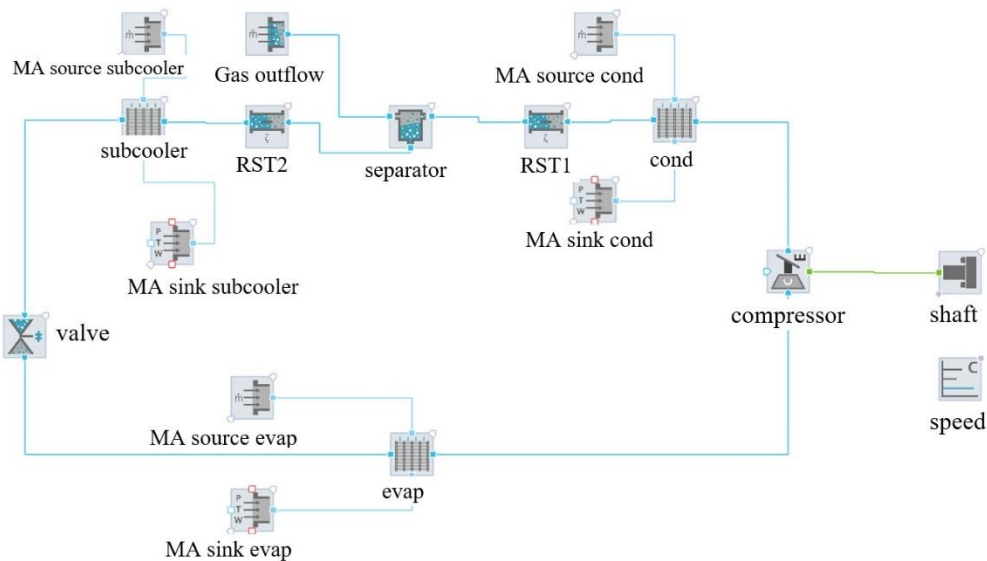 MA source subcooler
Gas outflow
MA source cond
subcooler
RST2
ζ
separator
RST1
ζ
cond
P
T
W
MA sink subcooler
P
T
W
MA sink cond
E
compressor
shaft
valve
C
speed
ṁ
MA source evap
evap
P
T
W
MA sink evap